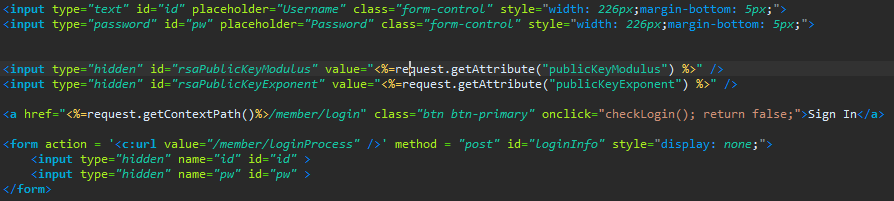 <input type="text" id="id" placeholder="Username" class="form-control" style="width: 226px;margin-bottom: 5px;">
<input type="password" id="pw" placeholder="Password" class="form-control" style="width: 226px;margin-bottom: 5px;">
<input type="hidden" id="rsaPublicKeyModulus" value="<%=request.getAttribute("publicKeyModulus") %>" />
<input type="hidden" id="rsaPublicKeyExponent" value="<%=request.getAttribute("publicKeyExponent") %>" />
<a href="<%=request.getContextPath()%>/member/login" class="btn btn-primary" onclick="checkLogin(); return false;">Sign In</a>
<form action = '<c:url value="/member/loginProcess" />' method = "post" id="loginInfo" style="display: none;">
<input type="hidden" name="id" id="id" >
<input type="hidden" name="pw" id="pw" >
</form>